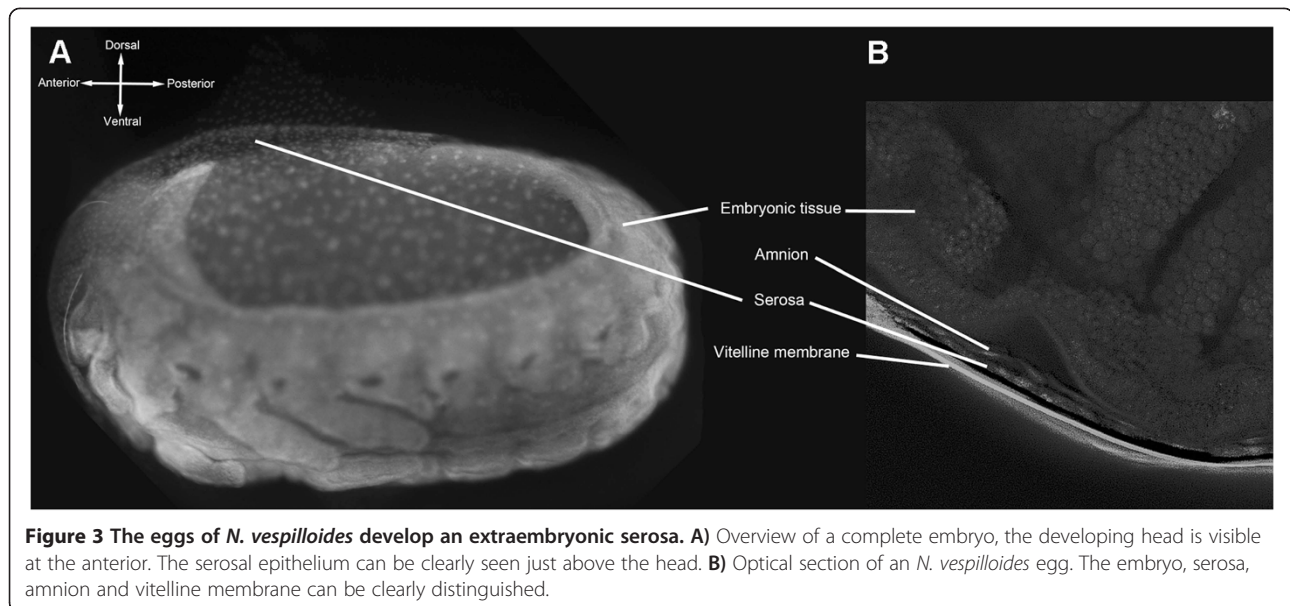 A
Dorsal
Anterior
Posterior
Ventral
B
Embryonic tissue
Amnion
Serosa
Vitelline membrane
Figure 3 The eggs of N. vespilloides develop an extraembryonic serosa. A) Overview of a complete embryo, the developing head is visible
at the anterior. The serosal epithelium can be clearly seen just above the head. B) Optical section of an N. vespilloides egg. The embryo, serosa,
amnion and vitelline membrane can be clearly distinguished.